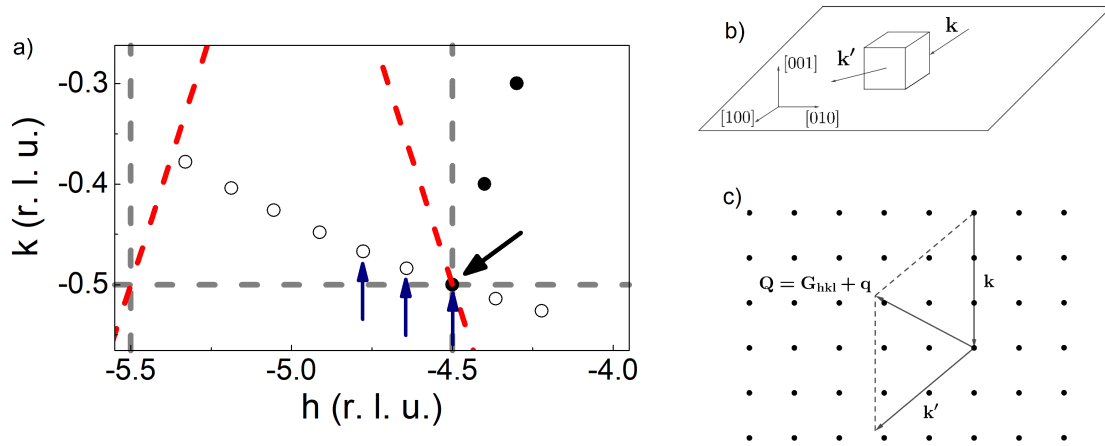 a)
-0.3
-0.4
-0.5
k (r. l. u.)
-5.5
-5.0
-4.5
-4.0
h (r. l. u.)
b)
k
k′
[001]
[100]
[010]
c)
Q = G_hkl + q
k
k′